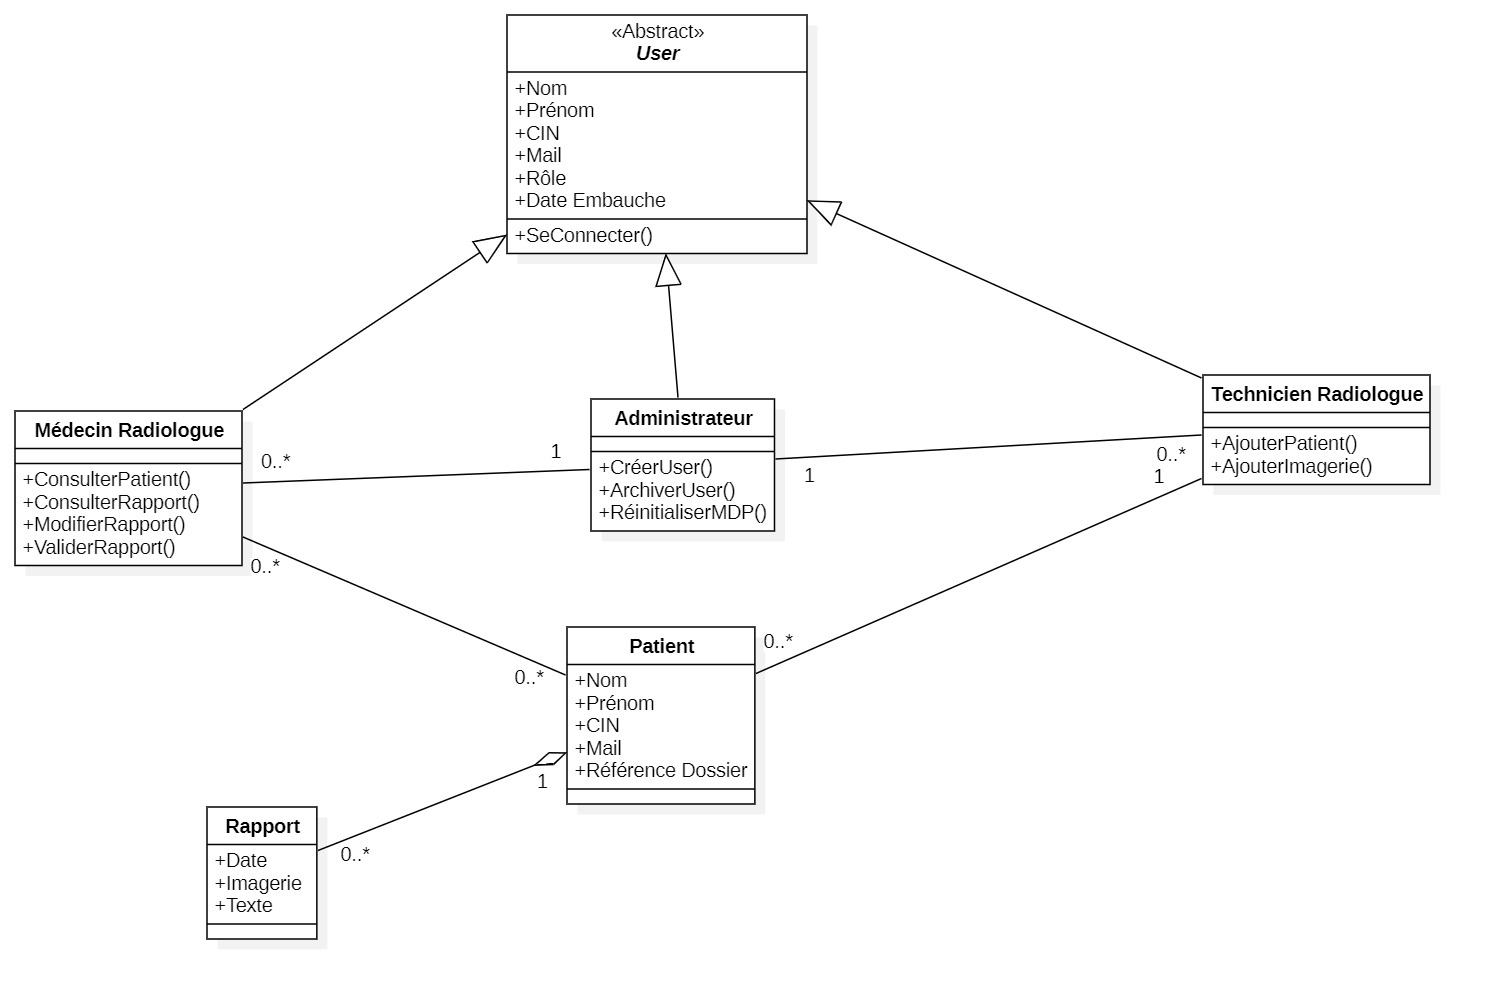 «Abstract»
User
+Nom
+Prénom
+CIN
+Mail
+Rôle
+Date Embauche
+SeConnecter()
Médecin Radiologue
+ConsulterPatient()
+ConsulterRapport()
+ModifierRapport()
+ValiderRapport()
0..*
1
Administrateur
+CréerUser()
+ArchiverUser()
+RéinitialiserMDP()
1
0..*
1
Technicien Radiologue
+AjouterPatient()
+AjouterImagerie()
0..*
0..*
0..*
Patient
+Nom
+Prénom
+CIN
+Mail
+Référence Dossier
1
0..*
Rapport
+Date
+Imagerie
+Texte